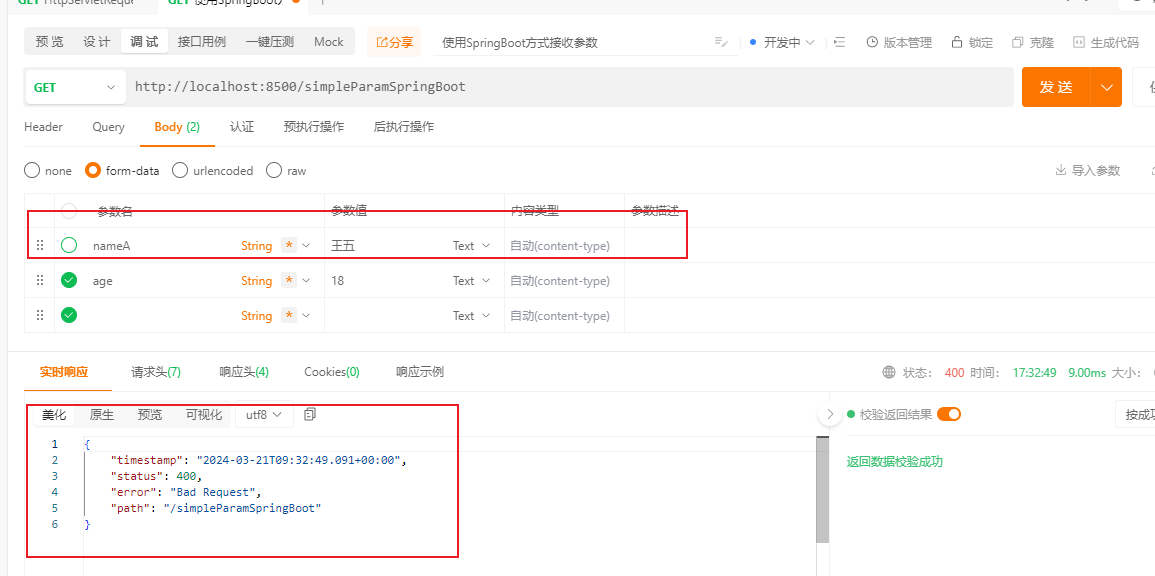 GET HttpServletReque GET 使用SpringBoot方
预 览 设 计 调 试 接口用例 一键压测 Mock 分享 使用SpringBoot方式接收参数 开发中 版本管理 锁定 克隆 生成代码
GET http://localhost:8500/simpleParamSpringBoot 发 送
Header Query Body (2) 认证 预执行操作 后执行操作
none form-data urlencoded raw 导入参数
参数名 参数值 内容类型 参数描述
nameA String * 王五 Text 自动(content-type)
age String * 18 Text 自动(content-type)
String * Text 自动(content-type)
实时响应 请求头(7) 响应头(4) Cookies(0) 响应示例 状态: 400 时间: 17:32:49 9.00ms 大小:
美化 原生 预览 可视化 utf8 校验返回结果 按成功
1 {
2 "timestamp": "2024-03-21T09:32:49.091+00:00",
3 "status": 400,
4 "error": "Bad Request",
5 "path": "/simpleParamSpringBoot"
6 }
返回数据校验成功